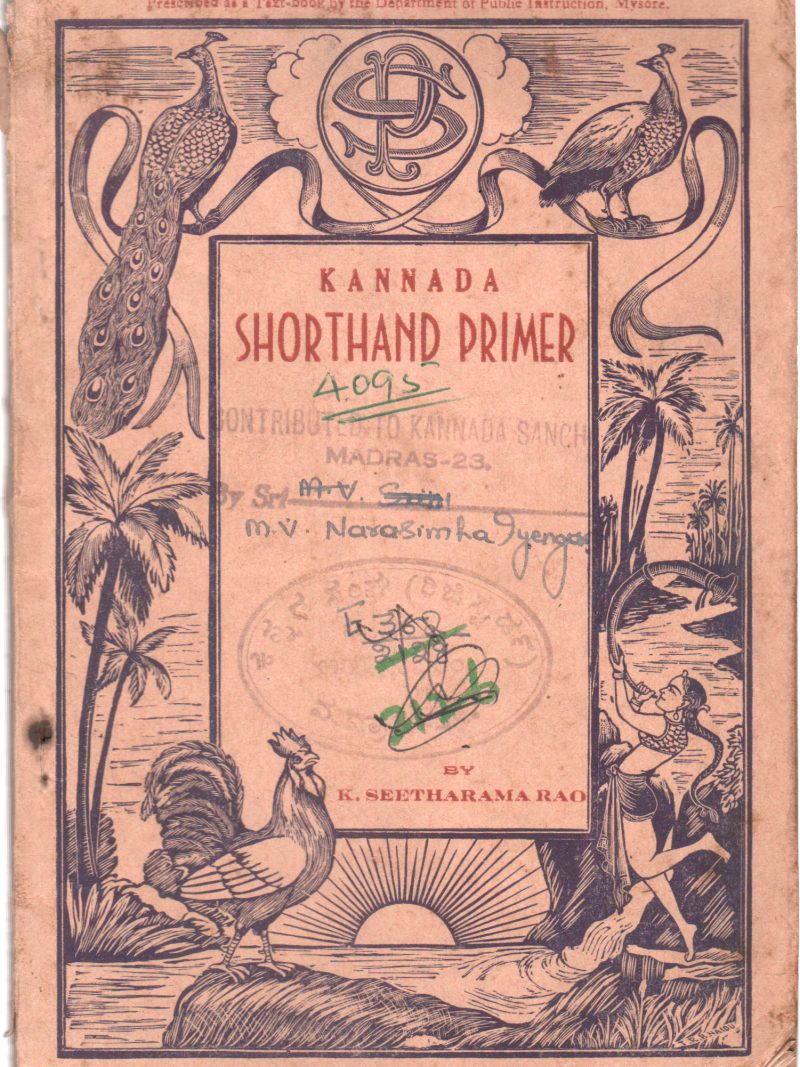 Prescribed as a Text-book by the Department of Public Instruction, Mysore.
KANNADA
SHORTHAND PRIMER
4095
CONTRIBUTED TO KANNADA SANGH
MADRAS-23.
By Sri M.V.
M.V. Narasimha Iyengar
BY
K. SEETHARAMA RAO